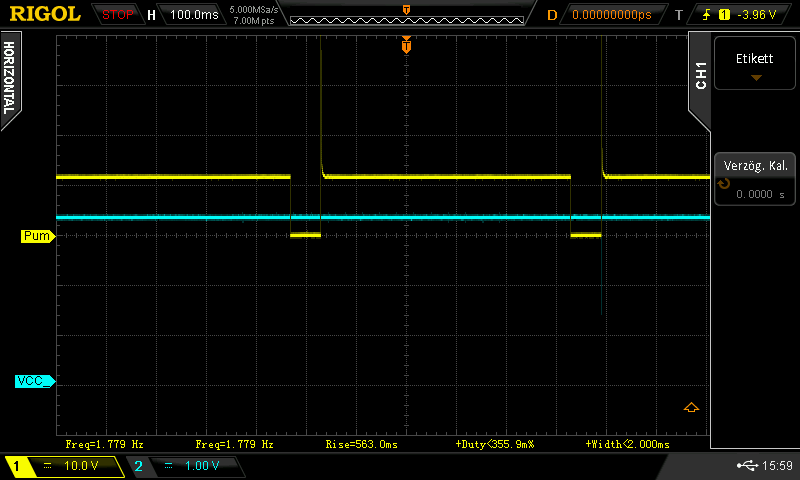 RIGOL STOP H 100.0ms 5.000MSa/s D 0.00000000ps T 1 -3.96 V
7.00M pts
T
HORIZONTAL
CH1
Etikett
Verzög. Kal.
0.0000 s
Pum
VCC_
Freq=1.779 Hz Freq=1.779 Hz Rise=563.0ms +Duty<355.9m% +Width<2.000ms
1 10.0 V 2 1.00 V 15:59